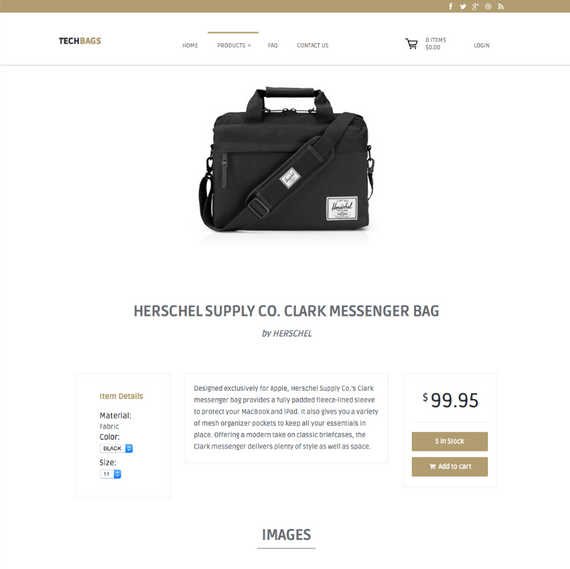 TECHBAGS
HOME
PRODUCTS
FAQ
CONTACT US
0 ITEMS
$0.00
LOGIN
Herschel
HERSCHEL SUPPLY CO. CLARK MESSENGER BAG
by HERSCHEL
Item Details
Material:
Fabric
Color:
BLACK
Size:
11
Designed exclusively for Apple, Herschel Supply Co.'s Clark
messenger bag provides a fully padded fleece-lined sleeve
to protect your MacBook and iPad. It also gives you a variety
of mesh organizer pockets to keep all your essentials in
place. Offering a modern take on classic briefcases, the
Clark messenger delivers plenty of style as well as space.
$99.95
5 In Stock
Add to cart
IMAGES